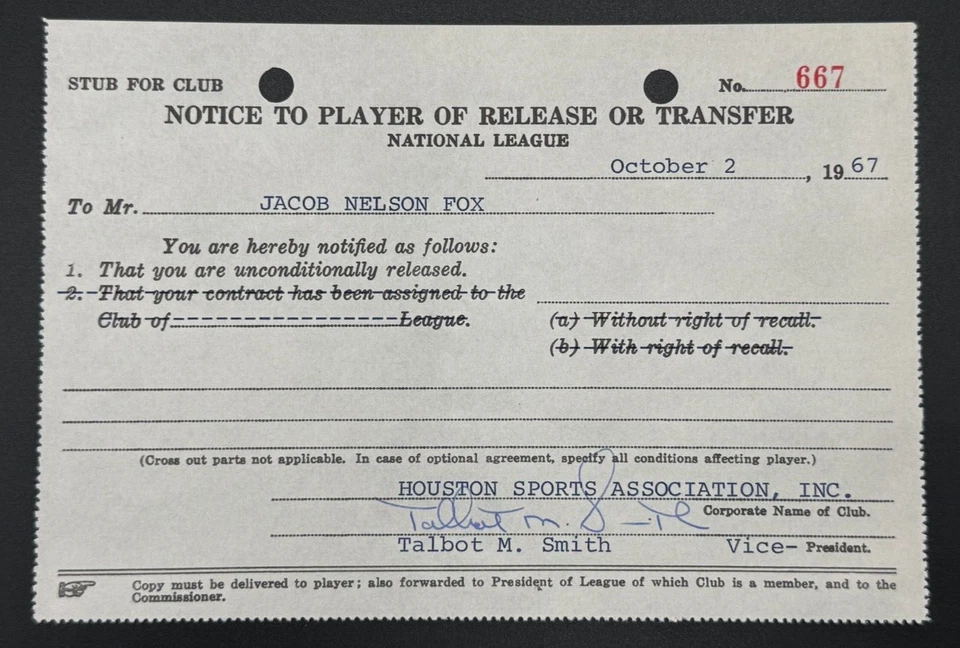 STUB FOR CLUB No. 667
NOTICE TO PLAYER OF RELEASE OR TRANSFER
NATIONAL LEAGUE
October 2, 1967
To Mr. JACOB NELSON FOX
You are hereby notified as follows:
1. That you are unconditionally released.
2. That your contract has been assigned to the
Club of League. (a) Without right of recall.
(b) With right of recall.
(Cross out parts not applicable. In case of optional agreement, specify all conditions affecting player.)
HOUSTON SPORTS ASSOCIATION, INC.
Corporate Name of Club.
Talbot M. Smith
Talbot M. Smith Vice-President.
Copy must be delivered to player; also forwarded to President of League of which Club is a member, and to the
Commissioner.